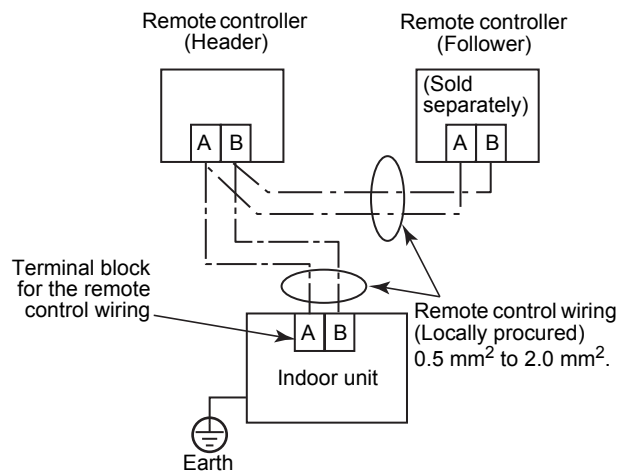 Remote controller
(Header)
Remote controller
(Follower)
(Sold
separately)
A B
A B
Terminal block
for the remote
control wiring
A B
Remote control wiring
(Locally procured)
0.5 mm² to 2.0 mm².
Indoor unit
Earth